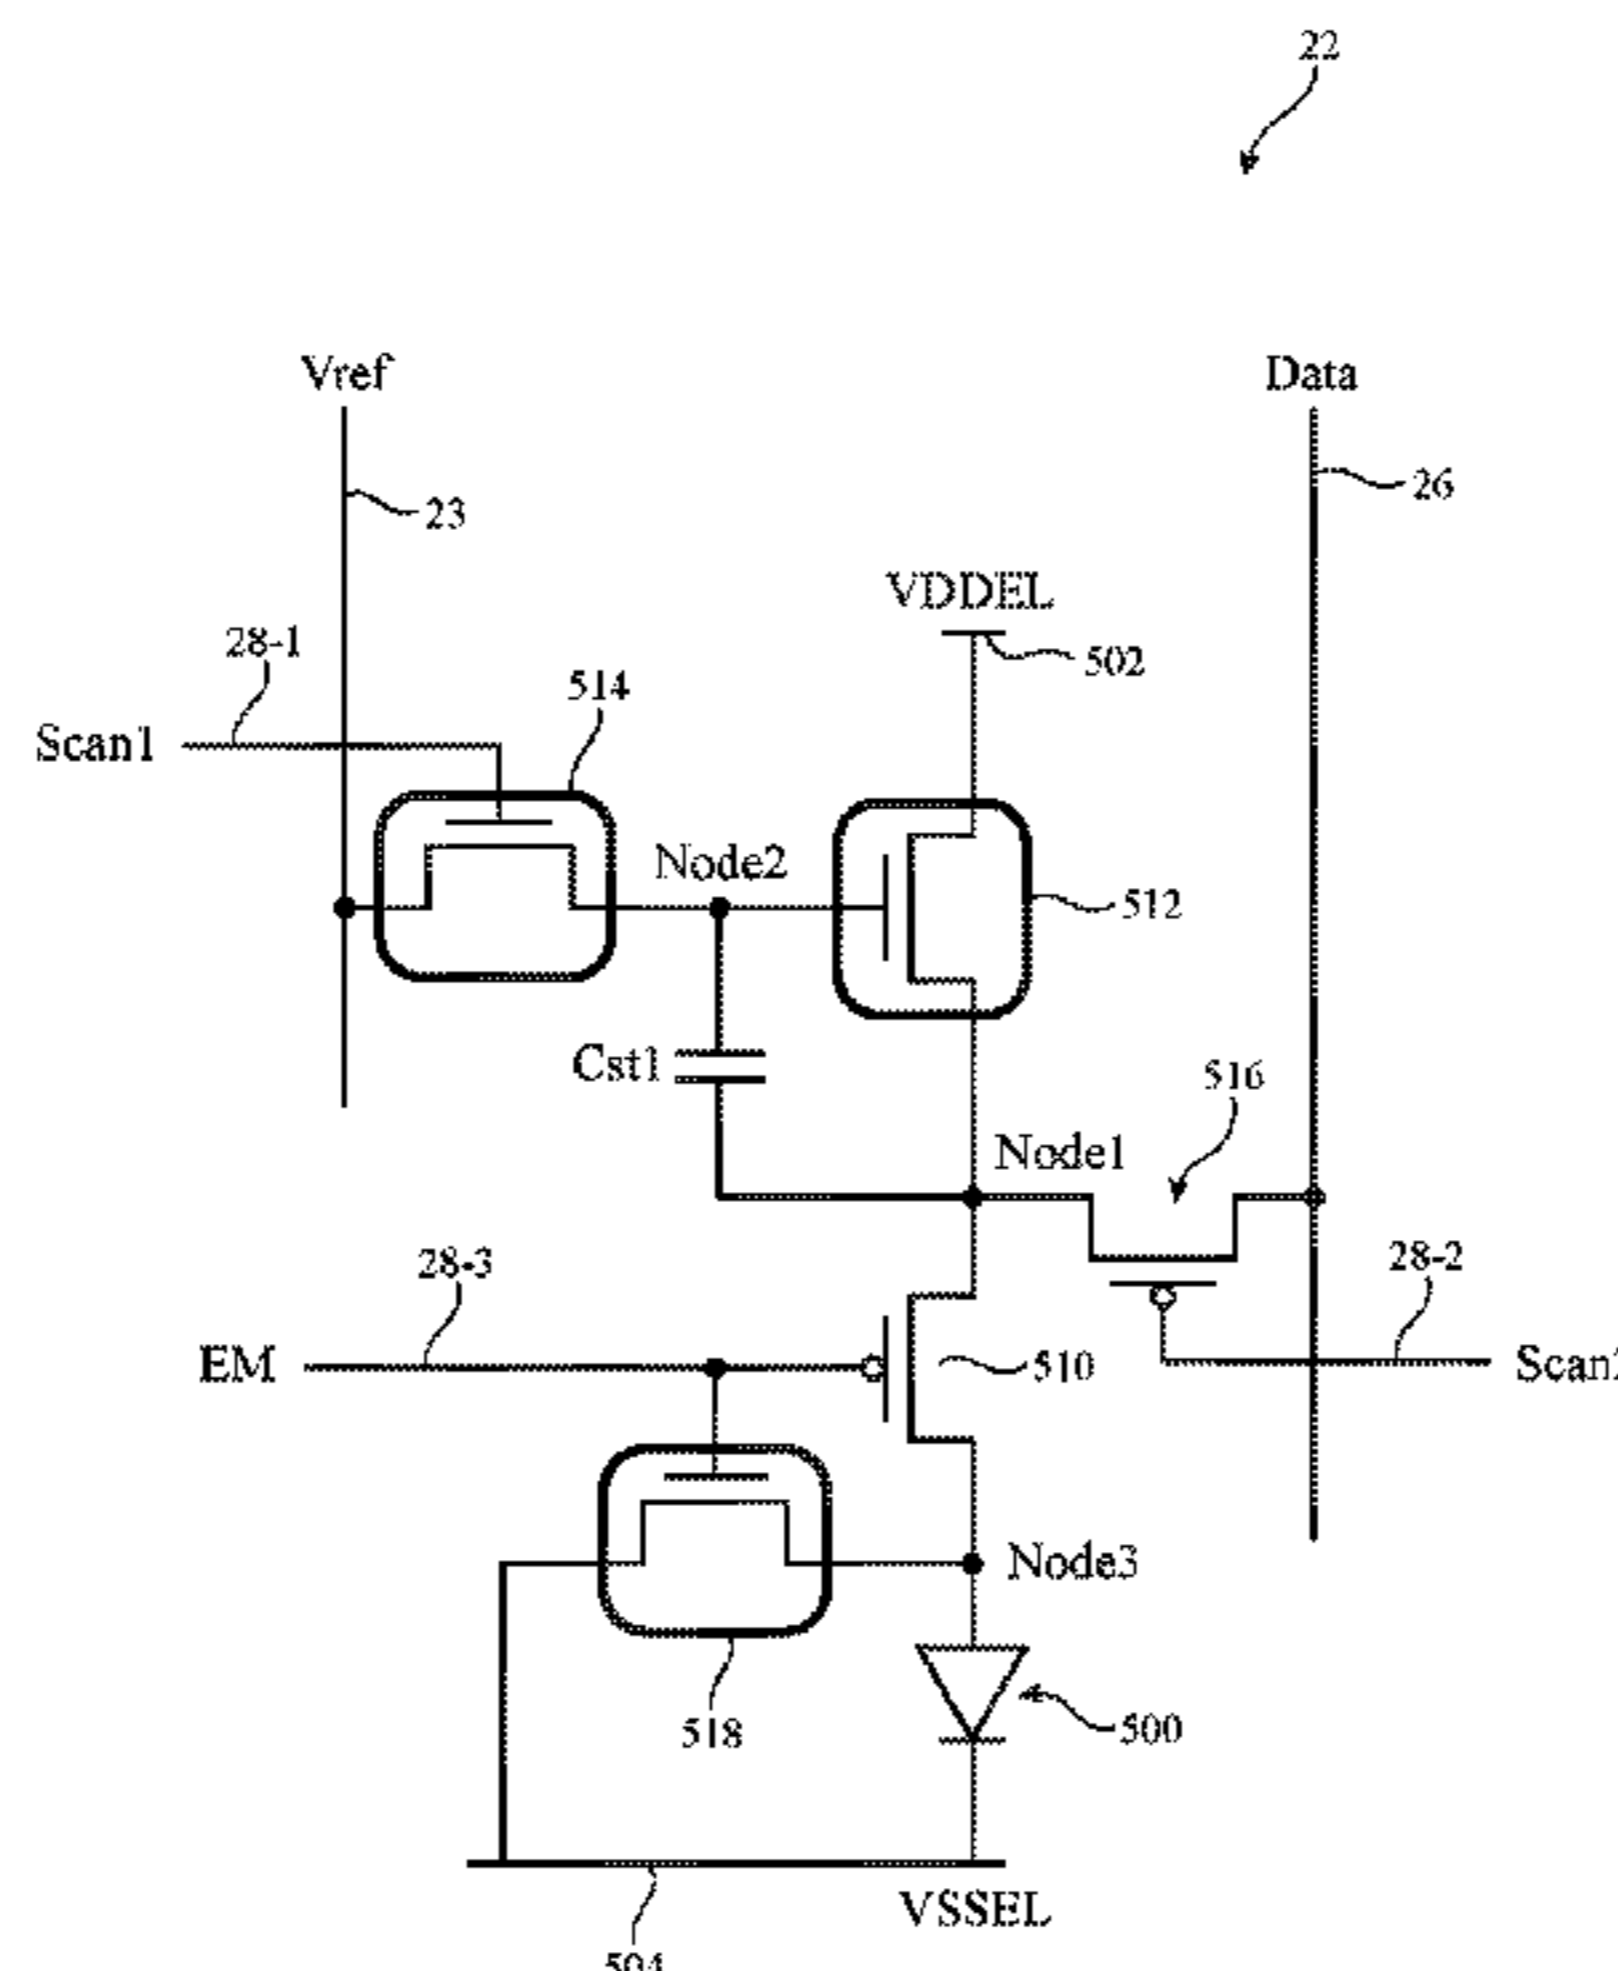 22
Vref
Data
23
26
VDDEL
28-1
502
514
Scan1
Node2
512
Cst1
516
Node1
28-3
28-2
EM
510
Node3
518
500
VSSEL